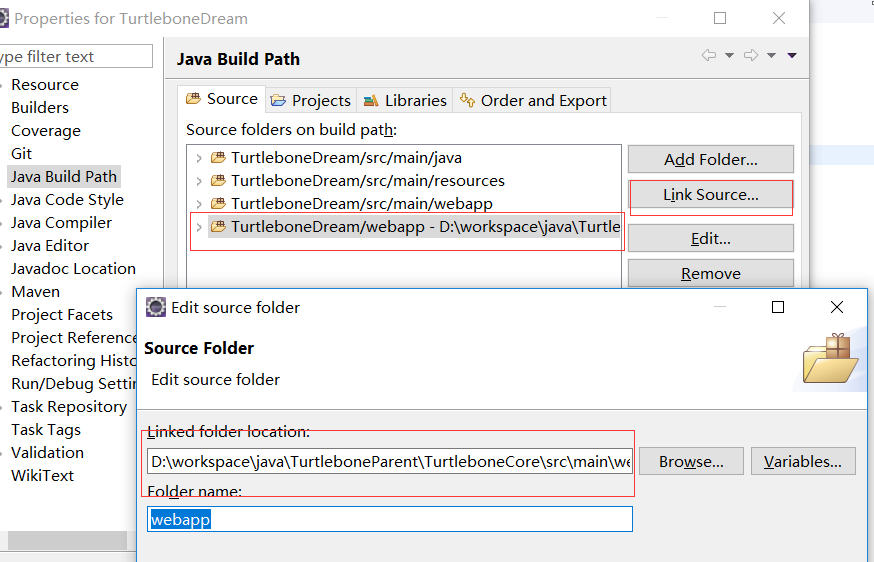 Properties for TurtleboneDream
ype filter text
Resource
Builders
Coverage
Git
Java Build Path
Java Code Style
Java Compiler
Java Editor
Javadoc Location
Maven
Project Facets
Project Reference
Refactoring Histo
Run/Debug Settin
Task Repository
Task Tags
Validation
WikiText
Java Build Path
Source
Projects
Libraries
Order and Export
Source folders on build path:
TurtleboneDream/src/main/java
TurtleboneDream/src/main/resources
TurtleboneDream/src/main/webapp
TurtleboneDream/webapp - D:\workspace\java\Turtle
Add Folder...
Link Source...
Edit...
Remove
Edit source folder
Source Folder
Edit source folder
Linked folder location:
D:\workspace\java\TurtleboneParent\TurtleboneCore\src\main\we
Browse...
Variables...
Folder name:
webapp